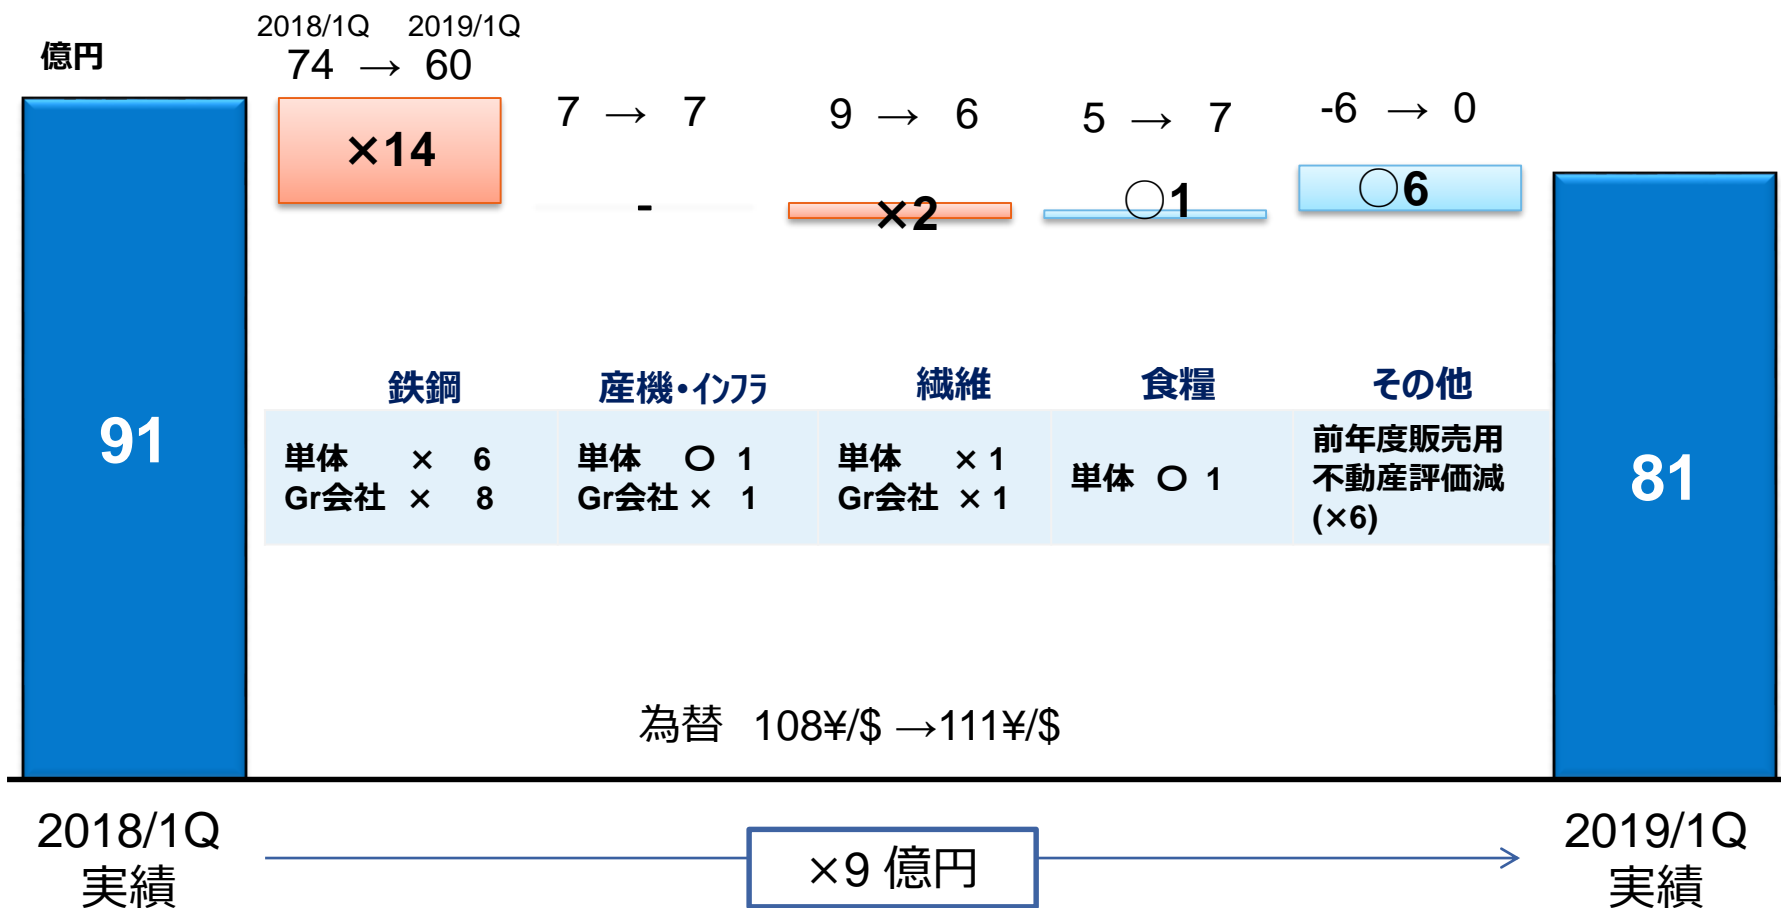 億円
2018/1Q 2019/1Q
74 → 60
7 → 7
9 → 6
5 → 7
-6 → 0
×14
-
×2
○1
○6
91
鉄鋼
産機・インフラ
繊維
食糧
その他
単体 × 6
Gr会社 × 8
単体 〇 1
Gr会社 × 1
単体 × 1
Gr会社 × 1
単体 〇 1
前年度販売用
不動産評価減
(×6)
81
為替 108¥/$ →111¥/$
2018/1Q
実績
×9 億円
2019/1Q
実績